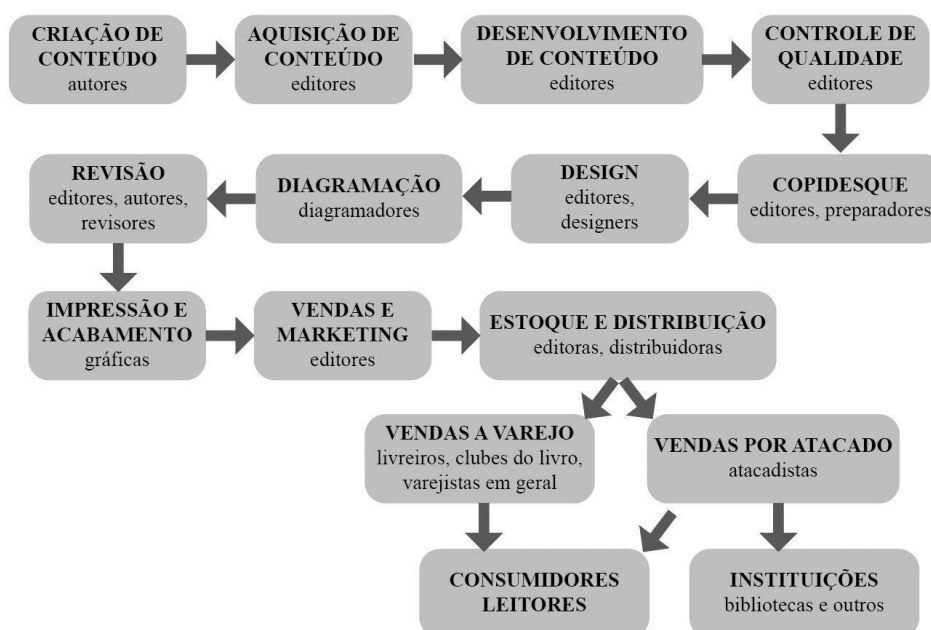 CRIAÇÃO DE
CONTEÚDO
autores
AQUISIÇÃO DE
CONTEÚDO
editores
DESENVOLVIMENTO
DE CONTEÚDO
editores
CONTROLE DE
QUALIDADE
editores
COPIDESQUE
editores, preparadores
DESIGN
editores,
designers
DIAGRAMAÇÃO
diagramadores
REVISÃO
editores, autores,
revisores
IMPRESSÃO E
ACABAMENTO
gráficas
VENDAS E
MARKETING
editores
ESTOQUE E DISTRIBUIÇÃO
editoras, distribuidoras
VENDAS A VAREJO
livreiros, clubes do livro,
varejistas em geral
VENDAS POR ATACADO
atacadistas
CONSUMIDORES
LEITORES
INSTITUIÇÕES
bibliotecas e outros